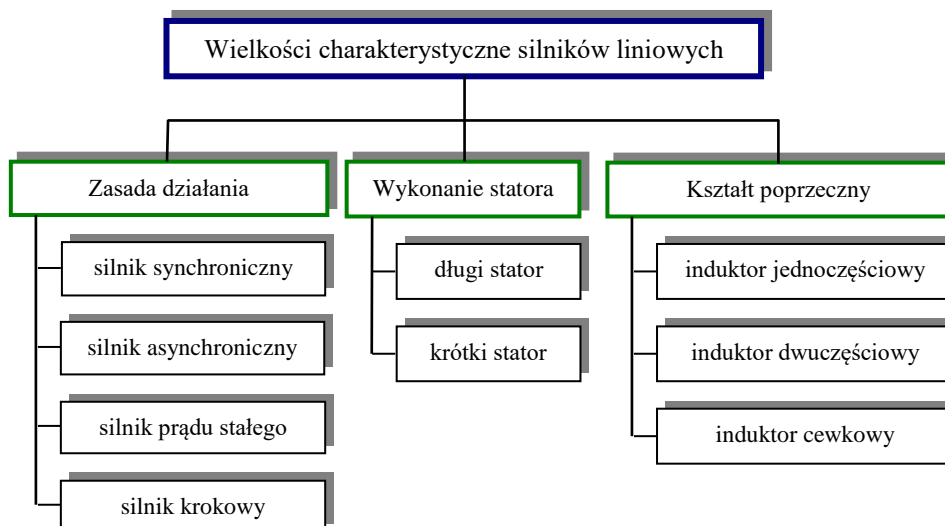 Wielkości charakterystyczne silników liniowych
Zasada działania
silnik synchroniczny
silnik asynchroniczny
silnik prądu stałego
silnik krokowy
Wykonanie statora
długi stator
krótki stator
Kształt poprzeczny
induktor jednoczęściowy
induktor dwuczęściowy
induktor cewkowy